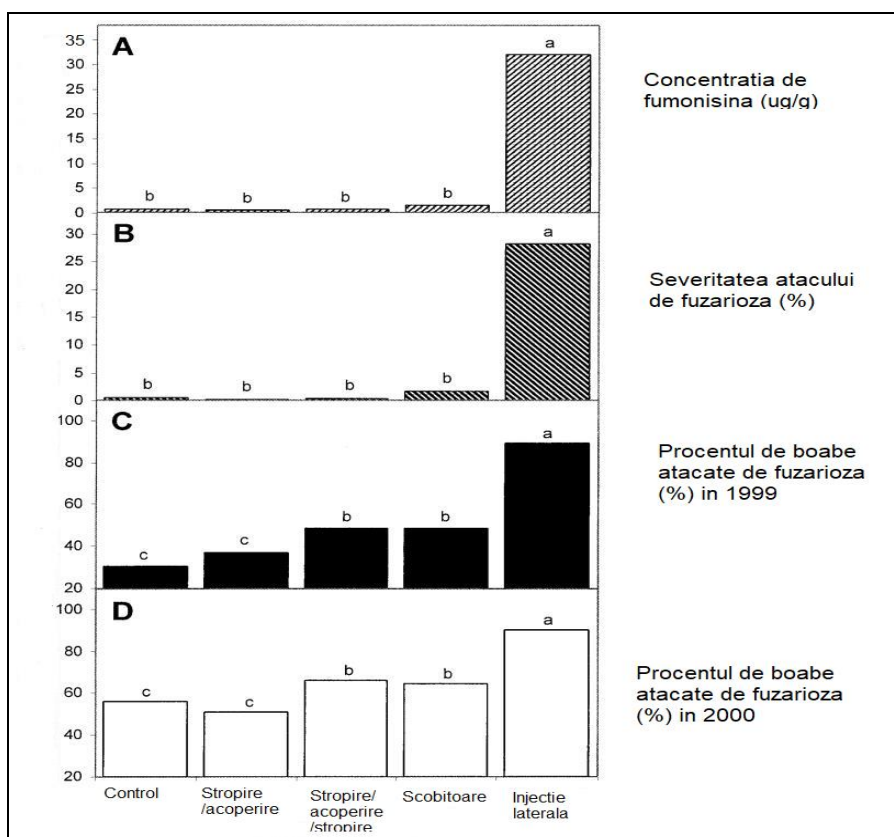 A
35
30
25
20
15
10
5
0
b
b
b
b
a
Concentratia de
fumonisina (ug/g)
B
30
25
20
15
10
5
0
b
b
b
b
a
Severitatea atacului
de fuzarioza (%)
C
100
80
60
40
20
c
c
b
b
a
Procentul de boabe
atacate de fuzarioza
(%) in 1999
D
100
80
60
40
20
c
c
b
b
a
Procentul de boabe
atacate de fuzarioza
(%) in 2000
Control
Stropire
/acoperire
Stropire/
acoperire
/stropire
Scobitoare
Injectie
laterala